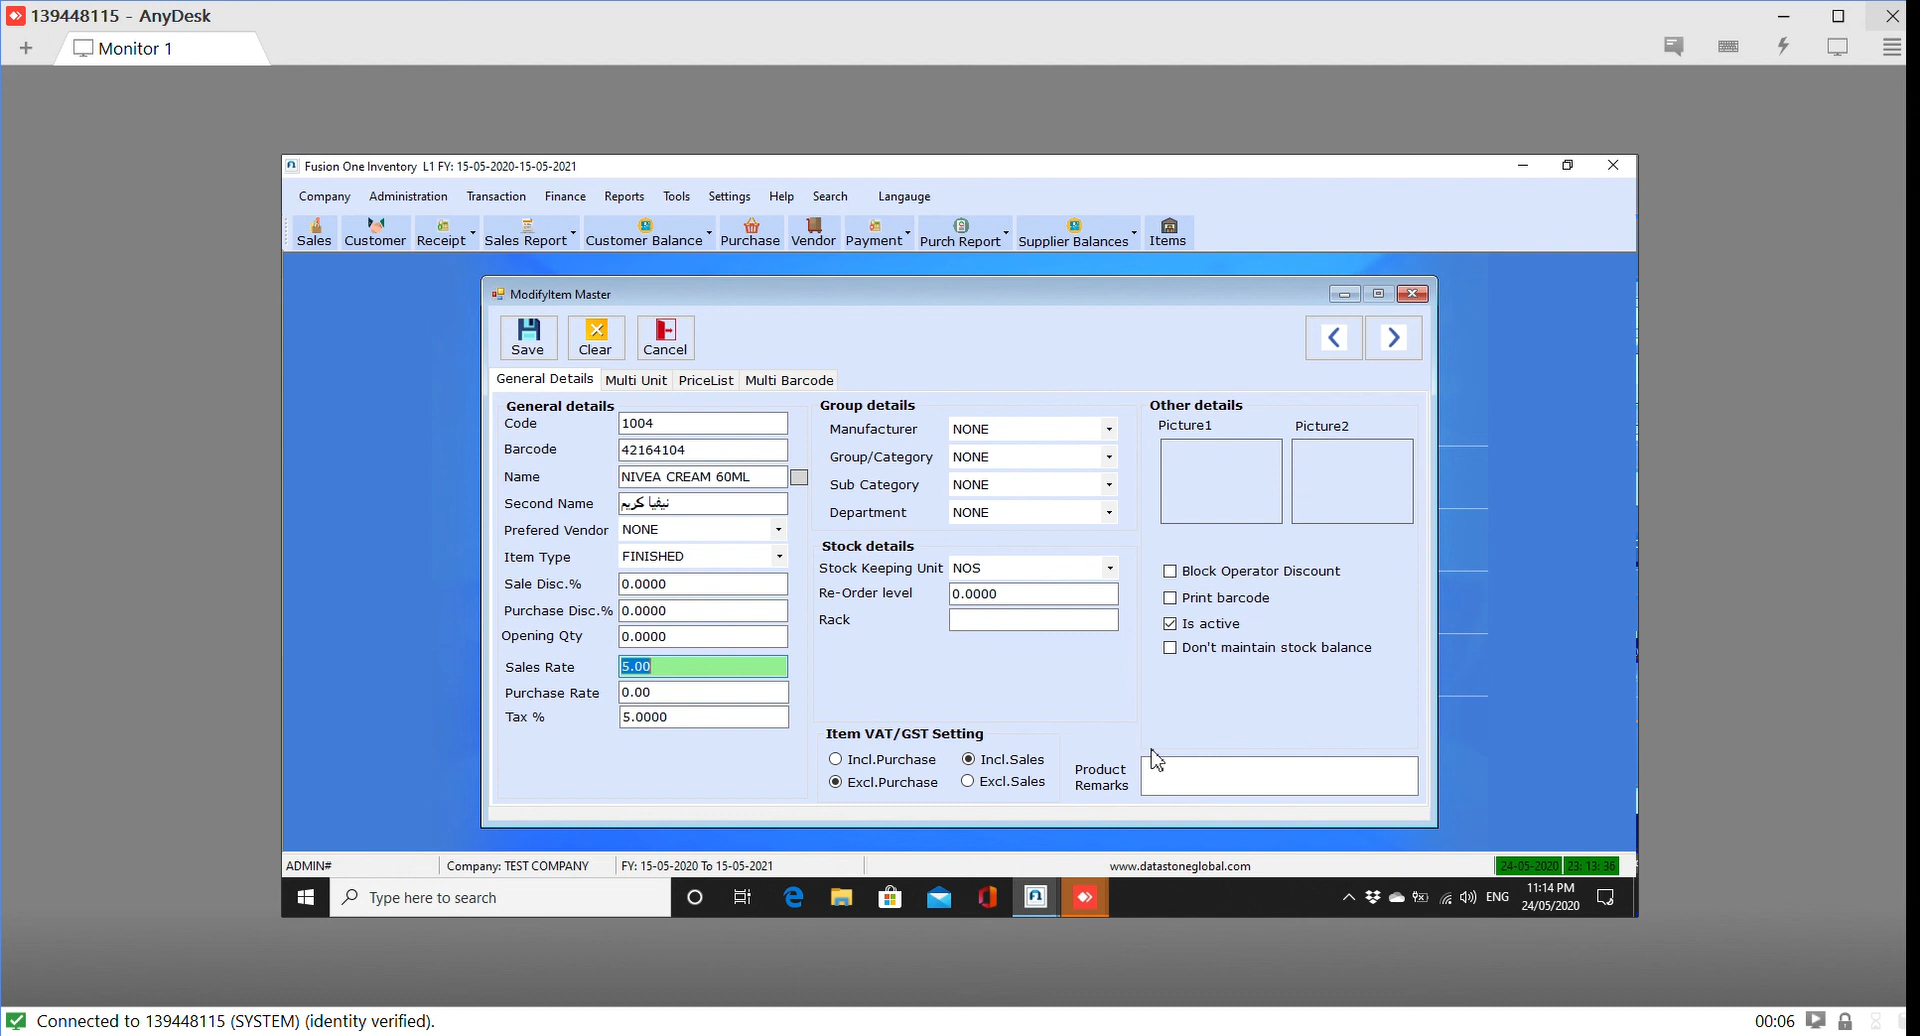 139448115 - AnyDesk
Monitor 1
Fusion One Inventory L1 FY: 15-05-2020-15-05-2021
Company Administration Transaction Finance Reports Tools Settings Help Search Langauge
Sales Customer Receipt Sales Report Customer Balance Purchase Vendor Payment Purch Report Supplier Balances Items
ModifyItem Master
Save Clear Cancel
General Details Multi Unit PriceList Multi Barcode
General details
Code 1004
Barcode 42164104
Name NIVEA CREAM 60ML
Second Name نيفيا كريم
Prefered Vendor NONE
Item Type FINISHED
Sale Disc.% 0.0000
Purchase Disc.% 0.0000
Opening Qty 0.0000
Sales Rate 5.00
Purchase Rate 0.00
Tax % 5.0000
Group details
Manufacturer NONE
Group/Category NONE
Sub Category NONE
Department NONE
Stock details
Stock Keeping Unit NOS
Re-Order level 0.0000
Rack
Item VAT/GST Setting
Incl.Purchase Incl.Sales
Excl.Purchase Excl.Sales
Other details
Picture1 Picture2
Block Operator Discount
Print barcode
Is active
Don't maintain stock balance
Product
Remarks
ADMIN# Company: TEST COMPANY FY: 15-05-2020 To 15-05-2021 www.datastoneglobal.com 24-05-2020 23:13:36
Type here to search
ENG
11:14 PM
24/05/2020
Connected to 139448115 (SYSTEM) (identity verified).
00:06